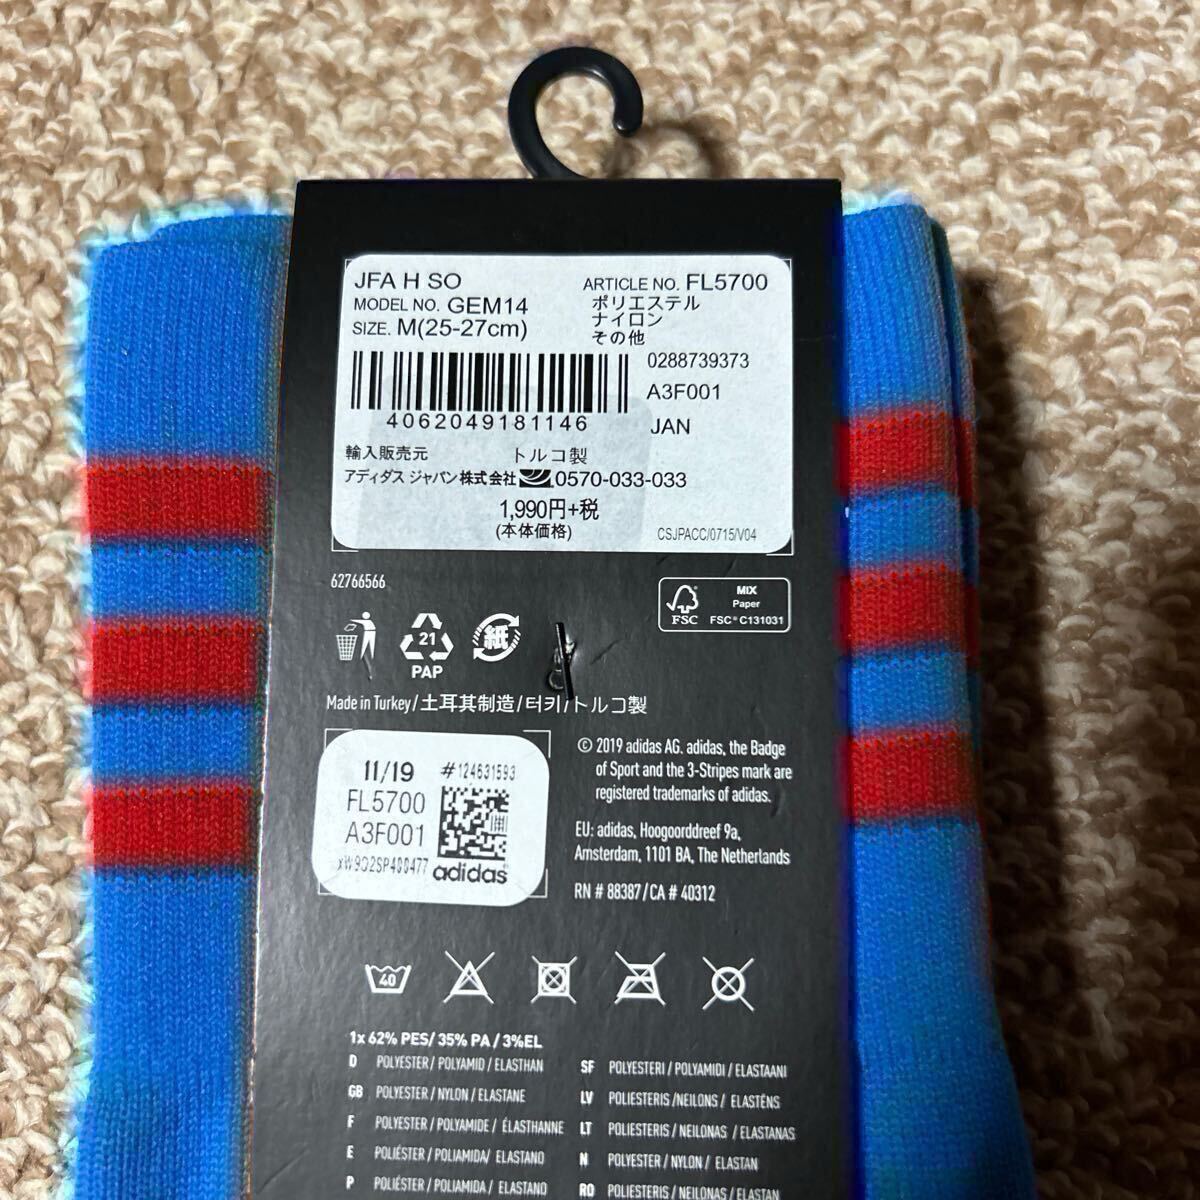 JFA H SO
ARTICLE NO. FL5700
MODEL NO. GEM14
ポリエステル
ナイロン
SIZE. M(25-27cm)
その他
0288739373
A3F001
4062049181146
JAN
輸入販売元
トルコ製
アディダス ジャパン株式会社 0570-033-033
1,990円+税
(本体価格)
CSJPACC/0715/V04
62766566
MIX
Paper
FSC
FSC® C131031
21
PAP
紙
Made in Turkey/土耳其制造/터키/トルコ製
11/19 #124631593
FL5700
A3F001
adidas
© 2019 adidas AG. adidas, the Badge
of Sport and the 3-Stripes mark are
registered trademarks of adidas.
EU: adidas, Hoogoorddreef 9a,
Amsterdam, 1101 BA, The Netherlands
RN # 88387/CA # 40312
40
1x 62% PES/ 35% PA / 3%EL
D POLYESTER / POLYAMID / ELASTHAN
GB POLYESTER / NYLON / ELASTANE
F POLYESTER / POLYAMIDE / ÉLASTHANNE
E POLIÉSTER / POLIAMIDA/ ELASTANO
P POLIÉSTER / POLIAMIDA / ELASTANO
SF POLYESTERI / POLYAMIDI / ELASTAANI
LV POLIESTERIS /NEILONS / ELASTĒNS
LT POLIESTERIS / NEILONAS / ELASTANAS
N POLYESTER / NYLON / ELASTAN
RO POLIESTERIS / NEILONAS / ELASTAN